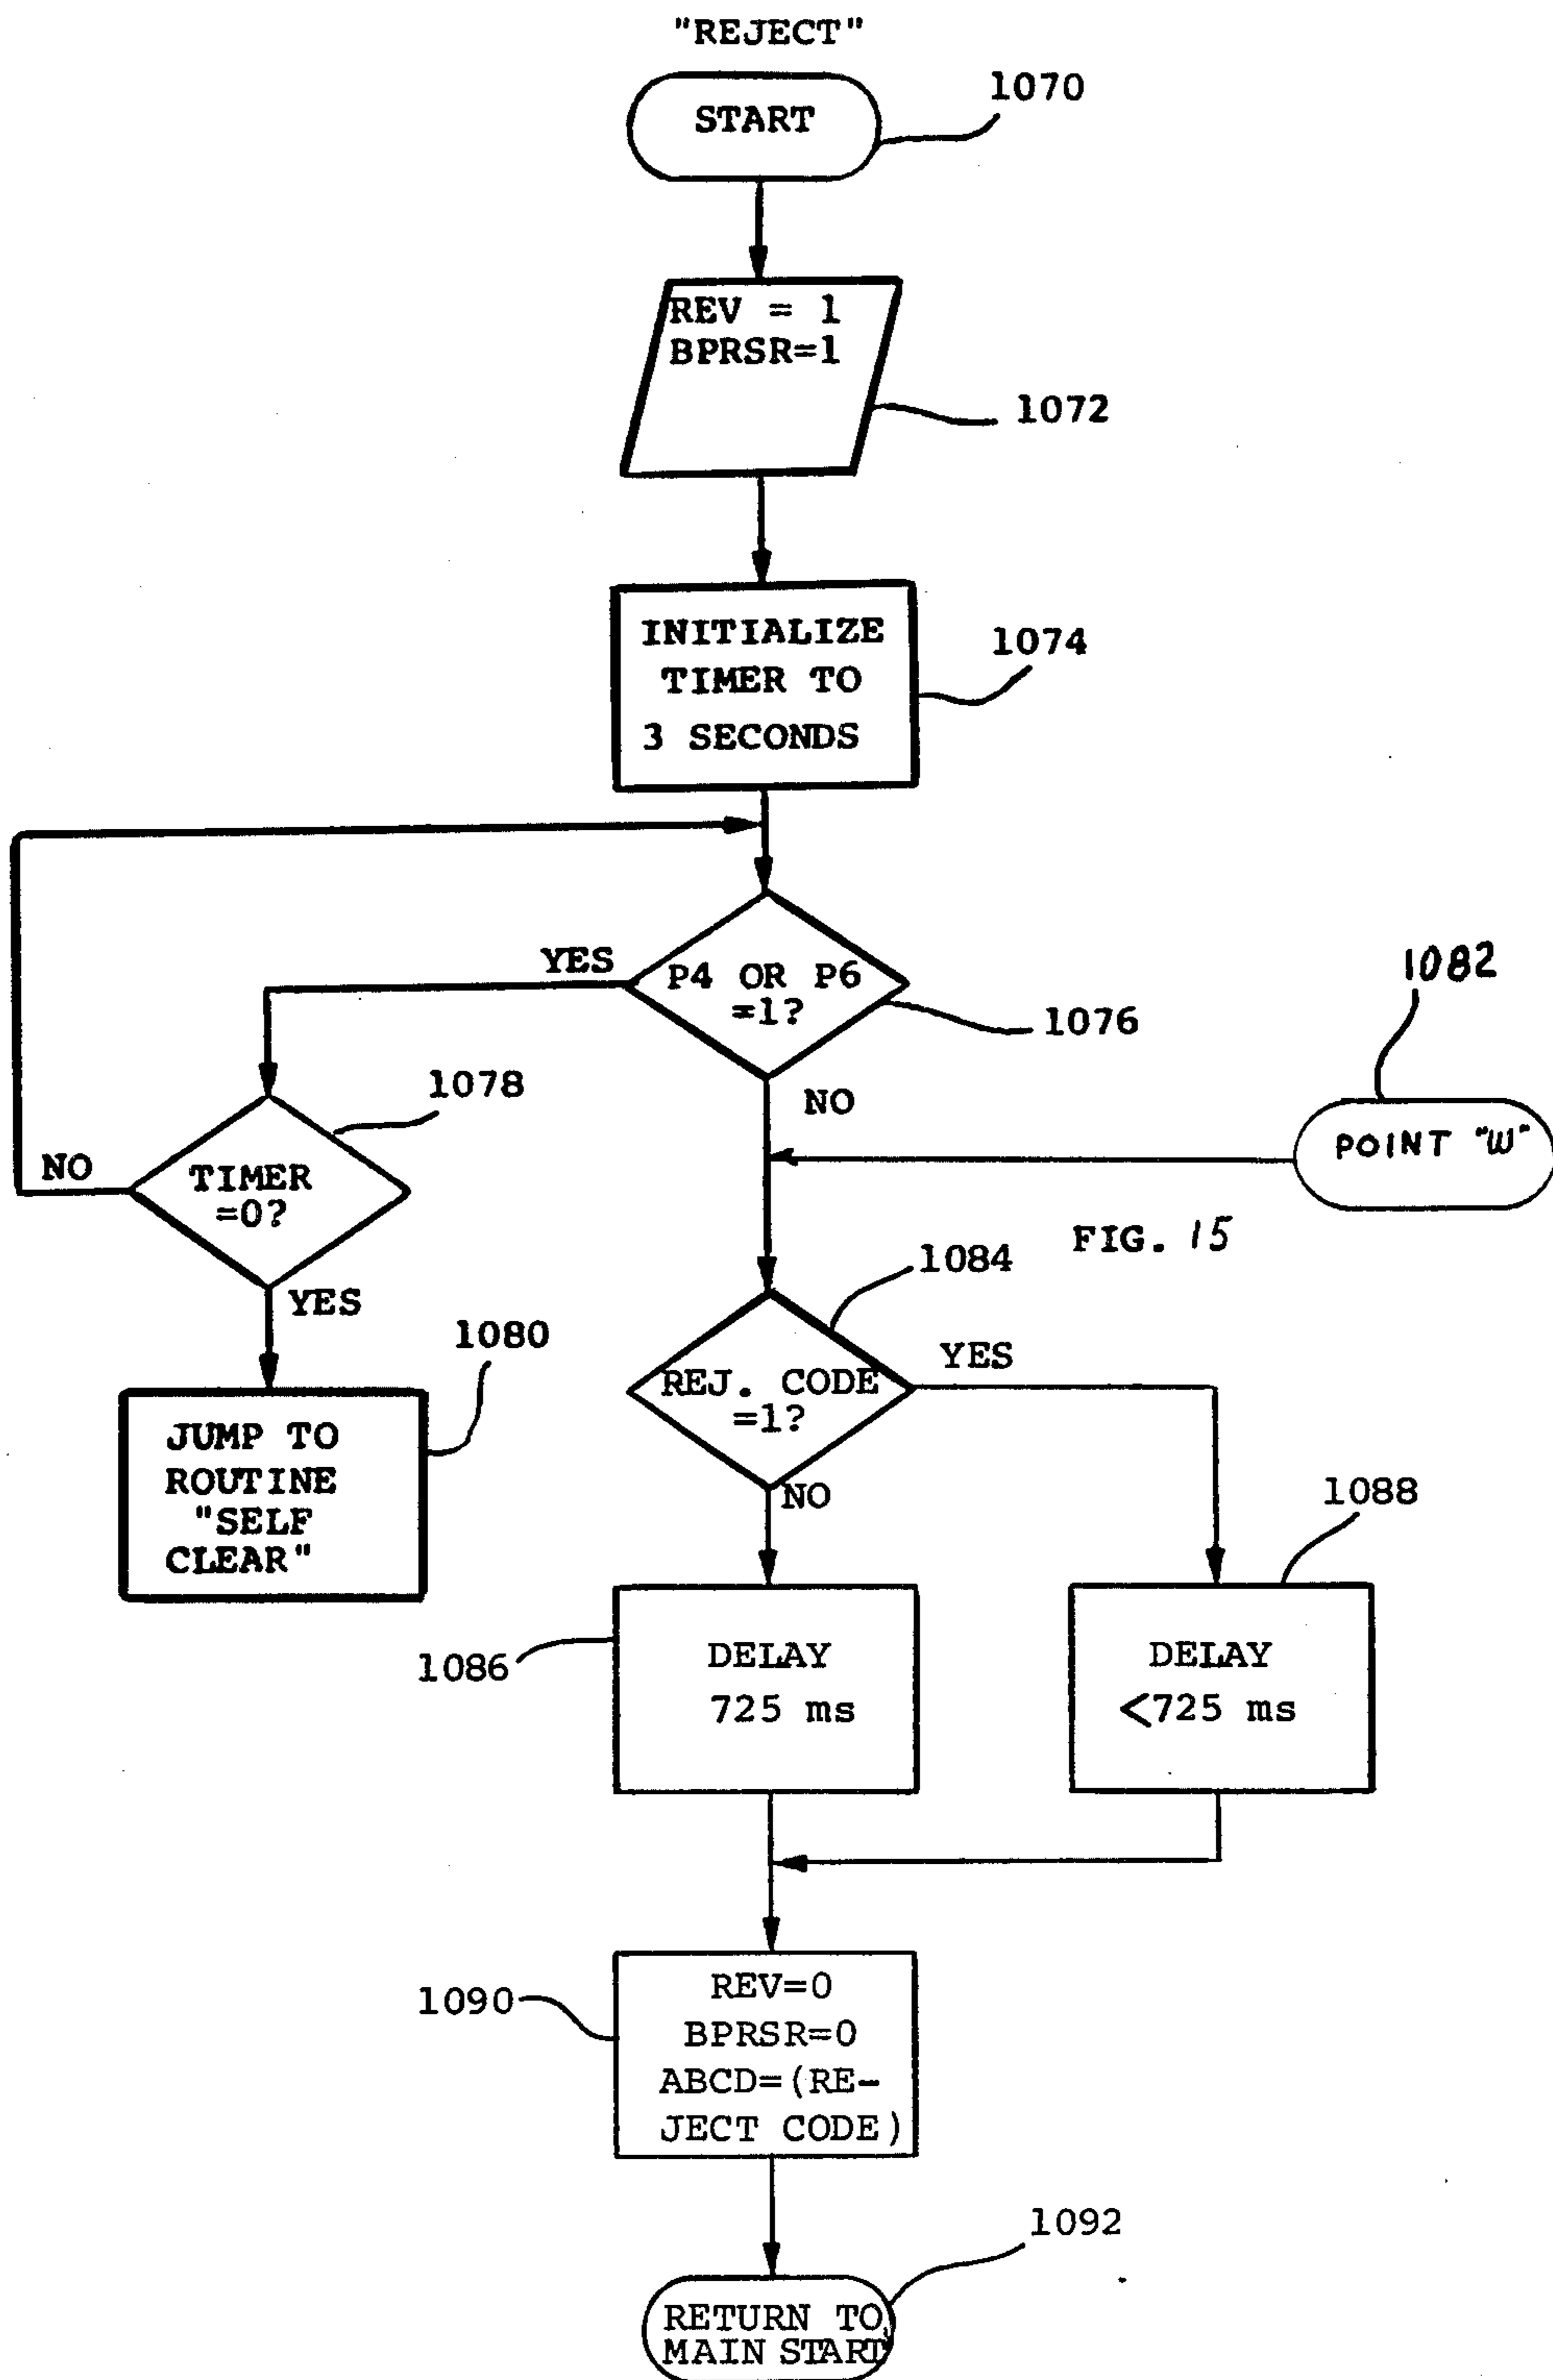 "REJECT"
START
1070
REV = 1
BPRSR=1
1072
INITIALIZE
TIMER TO
3 SECONDS
1074
YES
P4 OR P6
=1?
1076
NO
1082
POINT "W"
1078
NO
TIMER
=0?
YES
FIG. 15
1080
JUMP TO
ROUTINE
"SELF
CLEAR"
1084
REJ. CODE
=1?
YES
NO
1088
1086
DELAY
725 ms
DELAY
<725 ms
1090
REV=0
BPRSR=0
ABCD=(RE-
JECT CODE)
1092
RETURN TO
MAIN START